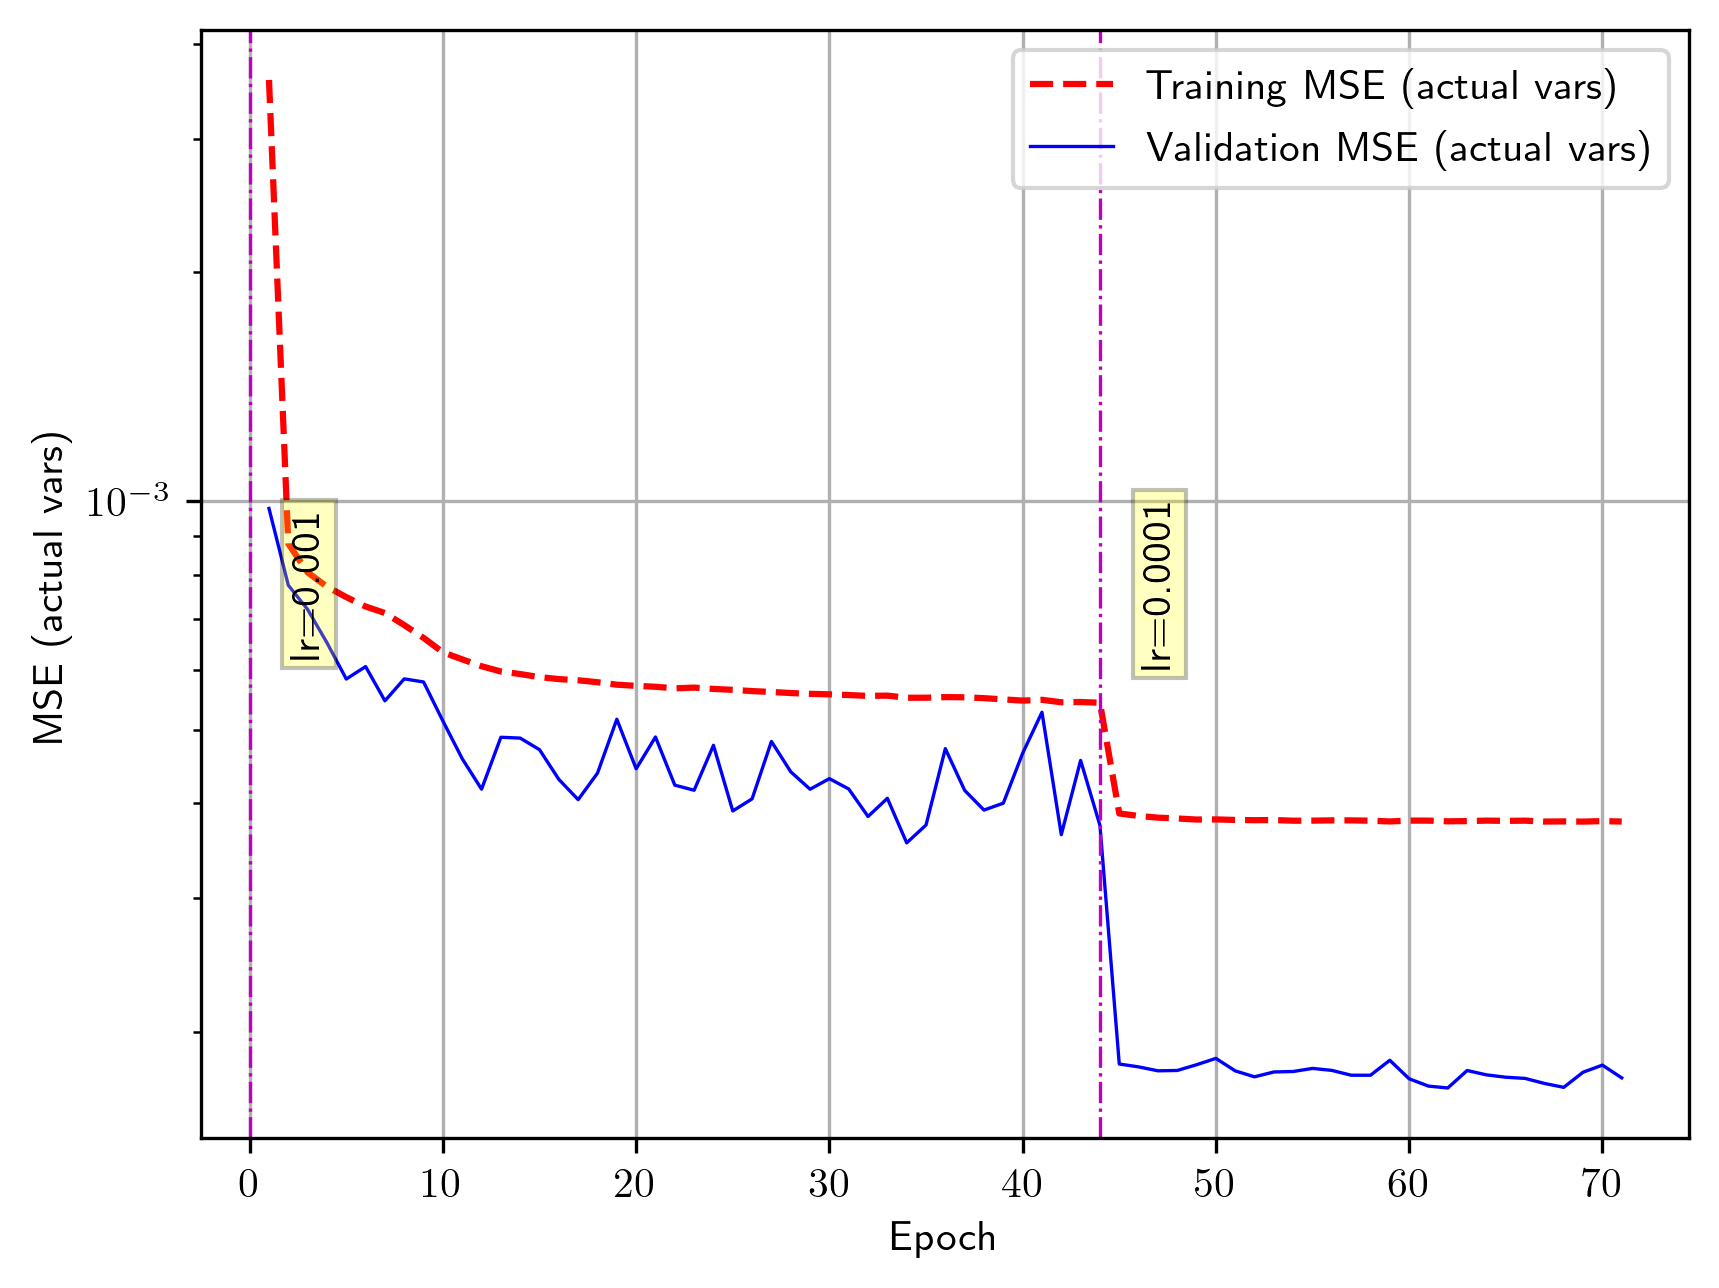 Training MSE (actual vars)
Validation MSE (actual vars)
MSE (actual vars)
10⁻³
lr=0.001
lr=0.0001
0 10 20 30 40 50 60 70
Epoch